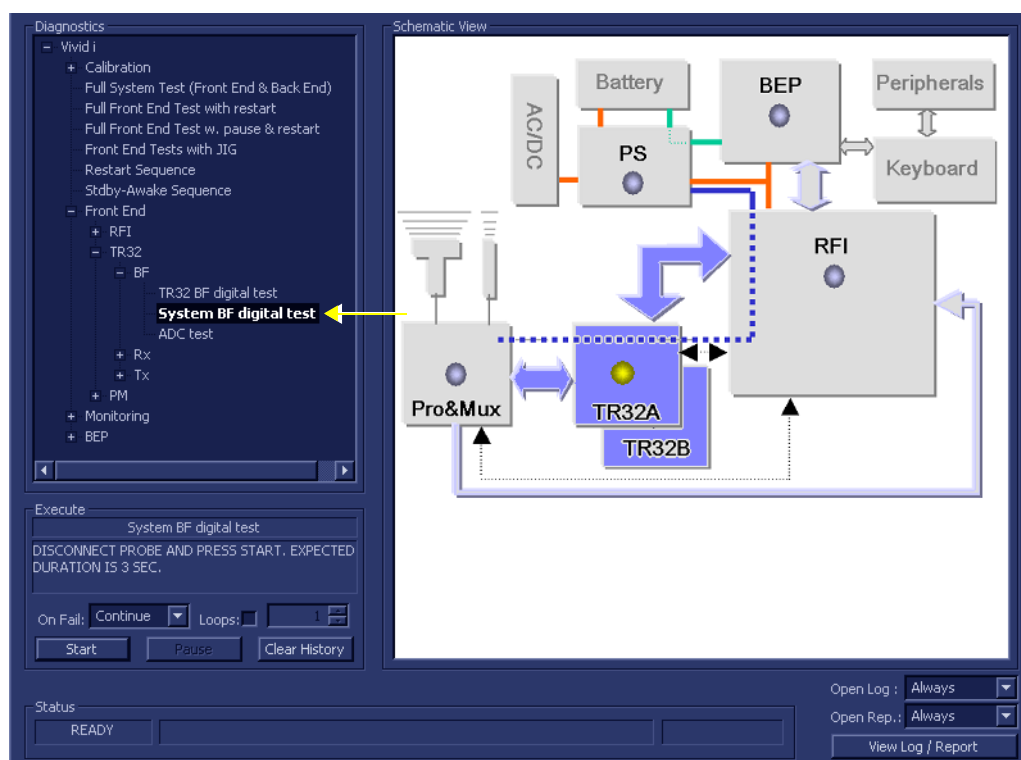 Diagnostics
Vivid i
Calibration
Full System Test (Front End & Back End)
Full Front End Test with restart
Full Front End Test w. pause & restart
Front End Tests with JIG
Restart Sequence
Stdby-Awake Sequence
Front End
RFI
TR32
BF
TR32 BF digital test
System BF digital test
ADC test
Rx
Tx
PM
Monitoring
BEP
Execute
System BF digital test
DISCONNECT PROBE AND PRESS START. EXPECTED
DURATION IS 3 SEC.
On Fail: Continue Loops: 1
Start Pause Clear History
Schematic View
AC/DC
Battery
BEP
Peripherals
PS
Keyboard
RFI
Pro&Mux
TR32A
TR32B
Status
READY
Open Log : Always
Open Rep.: Always
View Log / Report